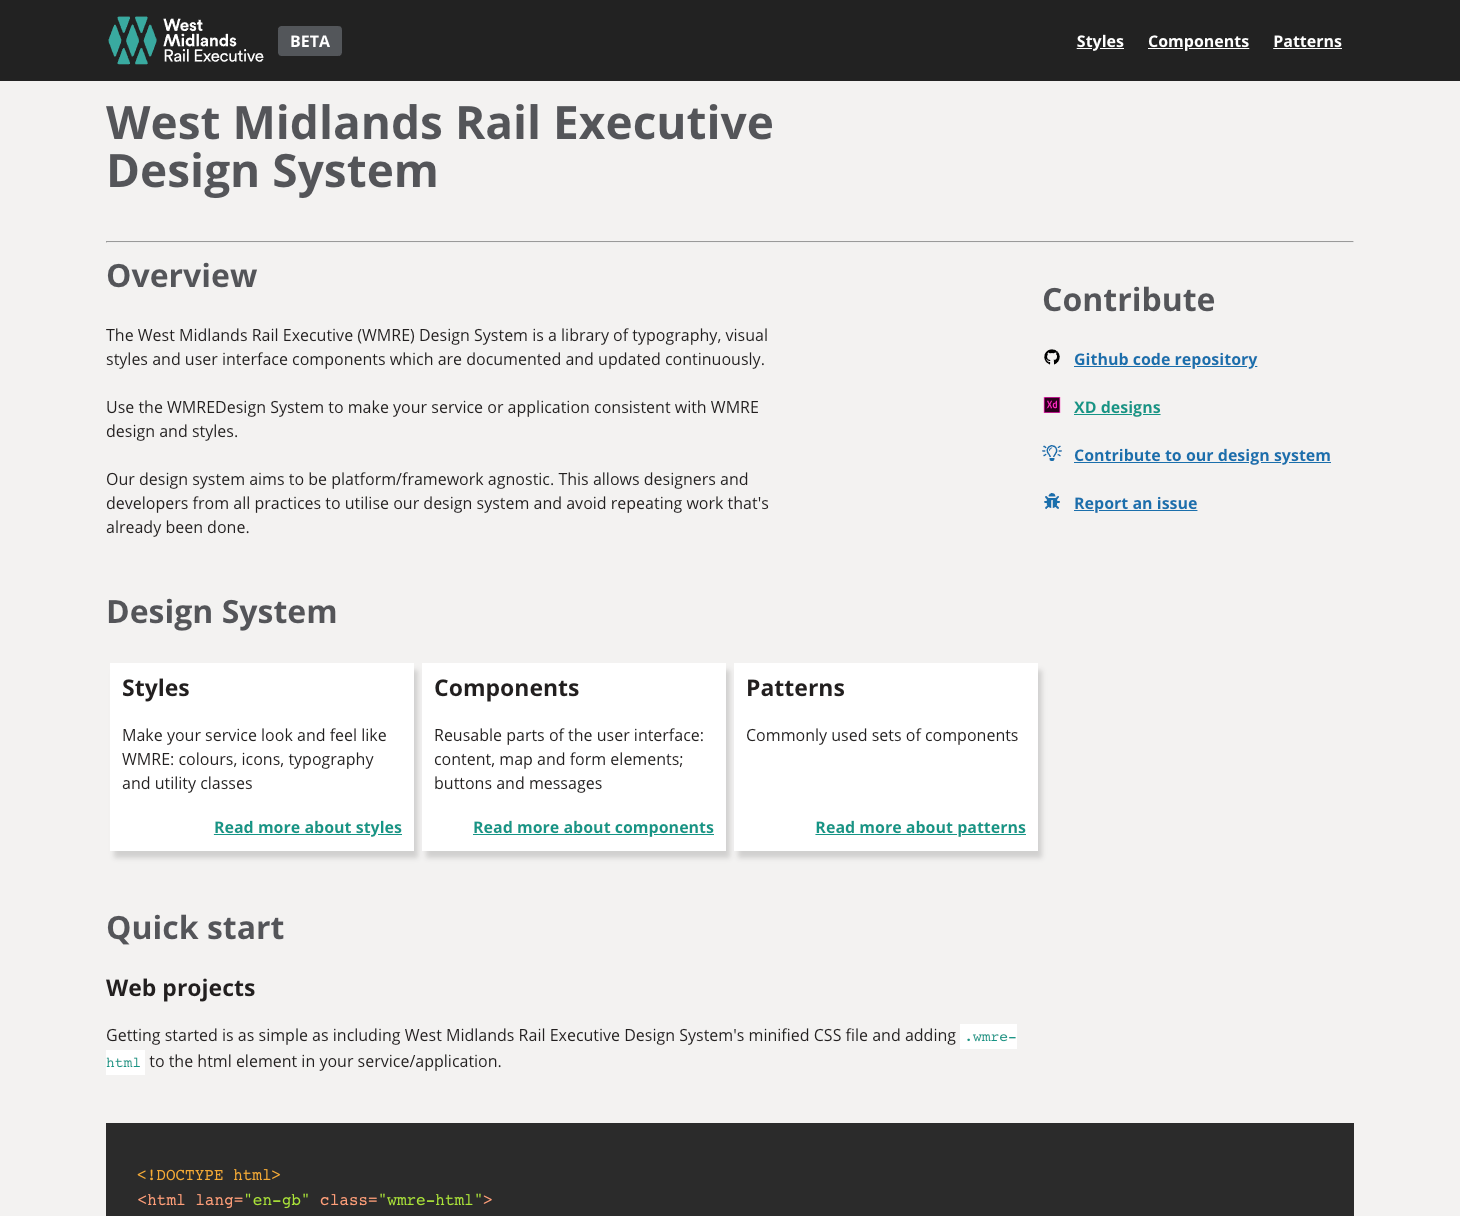 West
Midlands
Rail Executive
BETA
Styles
Components
Patterns
West Midlands Rail Executive
Design System
Overview
The West Midlands Rail Executive (WMRE) Design System is a library of typography, visual
styles and user interface components which are documented and updated continuously.
Use the WMREDesign System to make your service or application consistent with WMRE
design and styles.
Our design system aims to be platform/framework agnostic. This allows designers and
developers from all practices to utilise our design system and avoid repeating work that's
already been done.
Contribute
Github code repository
Xd
XD designs
Contribute to our design system
Report an issue
Design System
Styles
Make your service look and feel like
WMRE: colours, icons, typography
and utility classes
Read more about styles
Components
Reusable parts of the user interface:
content, map and form elements;
buttons and messages
Read more about components
Patterns
Commonly used sets of components
Read more about patterns
Quick start
Web projects
Getting started is as simple as including West Midlands Rail Executive Design System's minified CSS file and adding .wmre-
html to the html element in your service/application.
<!DOCTYPE html>
<html lang="en-gb" class="wmre-html">